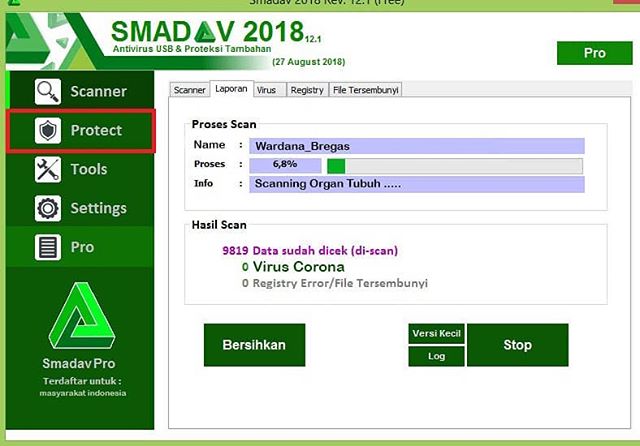 Smadav 2018 Rev. 12.1 (Free)
SMADAV 2018 12.1
Antivirus USB & Proteksi Tambahan
(27 August 2018)
Pro
Scanner
Protect
Tools
Settings
Pro
Smadav Pro
Terdaftar untuk :
masyarakat indonesia
Scanner Laporan Virus Registry File Tersembunyi
Proses Scan
Name : Wardana_Bregas
Proses : 6,8%
Info : Scanning Organ Tubuh .....
Hasil Scan
9819 Data sudah dicek (di-scan)
0 Virus Corona
0 Registry Error/File Tersembunyi
Bersihkan
Versi Kecil
Log
Stop